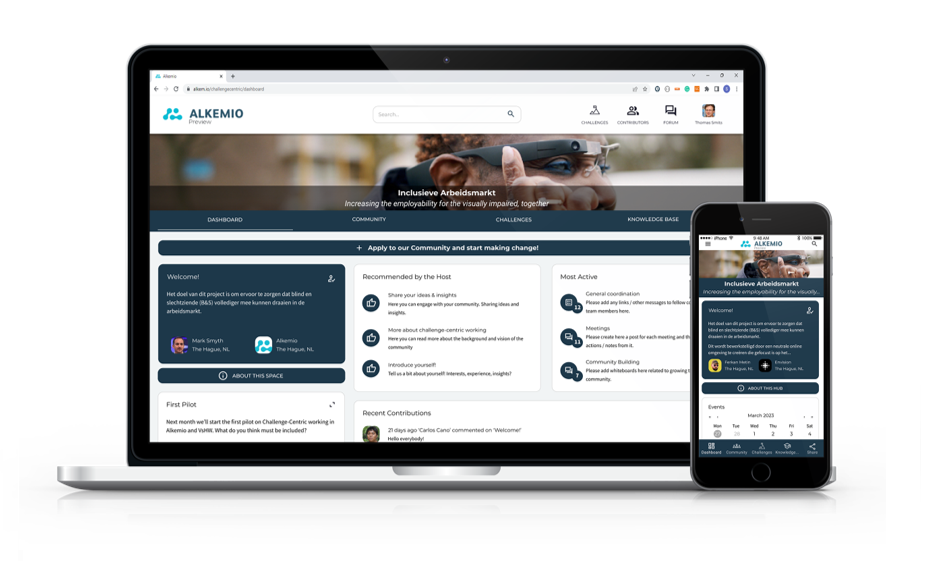 Alkemio
alkem.io/challengecentric/dashboard
ALKEMIO
Preview
Search...
CHALLENGES
CONTRIBUTORS
FORUM
Thomas Smits
Inclusieve Arbeidsmarkt
Increasing the employability for the visually impaired, together
DASHBOARD
COMMUNITY
CHALLENGES
KNOWLEDGE BASE
+ Apply to our Community and start making change!
Welcome!
Het doel van dit project is om ervoor te zorgen dat blind en
slechtziende (B&S) vollediger mee kunnen draaien in de
arbeidsmarkt.
Mark Smyth
The Hague, NL
Alkemio
The Hague, NL
ABOUT THIS SPACE
First Pilot
Next month we'll start the first pilot on Challenge-Centric working in
Alkemio and VsHW. What do you think must be included?
Recommended by the Host
Share your ideas & insights
Here you can engage with your community. Sharing ideas and
insights.
More about challenge-centric working
Here you can read more about the background and vision of the
community
Introduce yourself!
Tell us a bit about yourself! Interests, experience, insights?
Recent Contributions
21 days ago 'Carlos Cano' commented on 'Welcome!'
Hello everybody!
Most Active
12
General coordination
Please add any links / other messages to follow
team members here.
11
Meetings
Please create here a post for each meeting and
actions / notes from it.
7
Community Building
Please add whiteboards here related to growing
community.
iPhone
9:48 AM
100%
ALKEMIO
Preview
Inclusieve Arbeidsmarkt
Increasing the employability for the visually...
Welcome!
Het doel van dit project is om ervoor te zorgen dat
blind en slechtziende (B&S) vollediger mee kunnen
draaien in de arbeidsmarkt.
Dit wordt bewerkstelligd door een neutrale online
omgeving te creëren die gefocust is op het...
The Hague, NL
Envision
The Hague, NL
ABOUT THIS HUB
Events
March 2023
Mon Tue Wed Thu Fri Sat
28 1 2 3 4
Dashboard
Community
Challenges
Knowledge...
Share